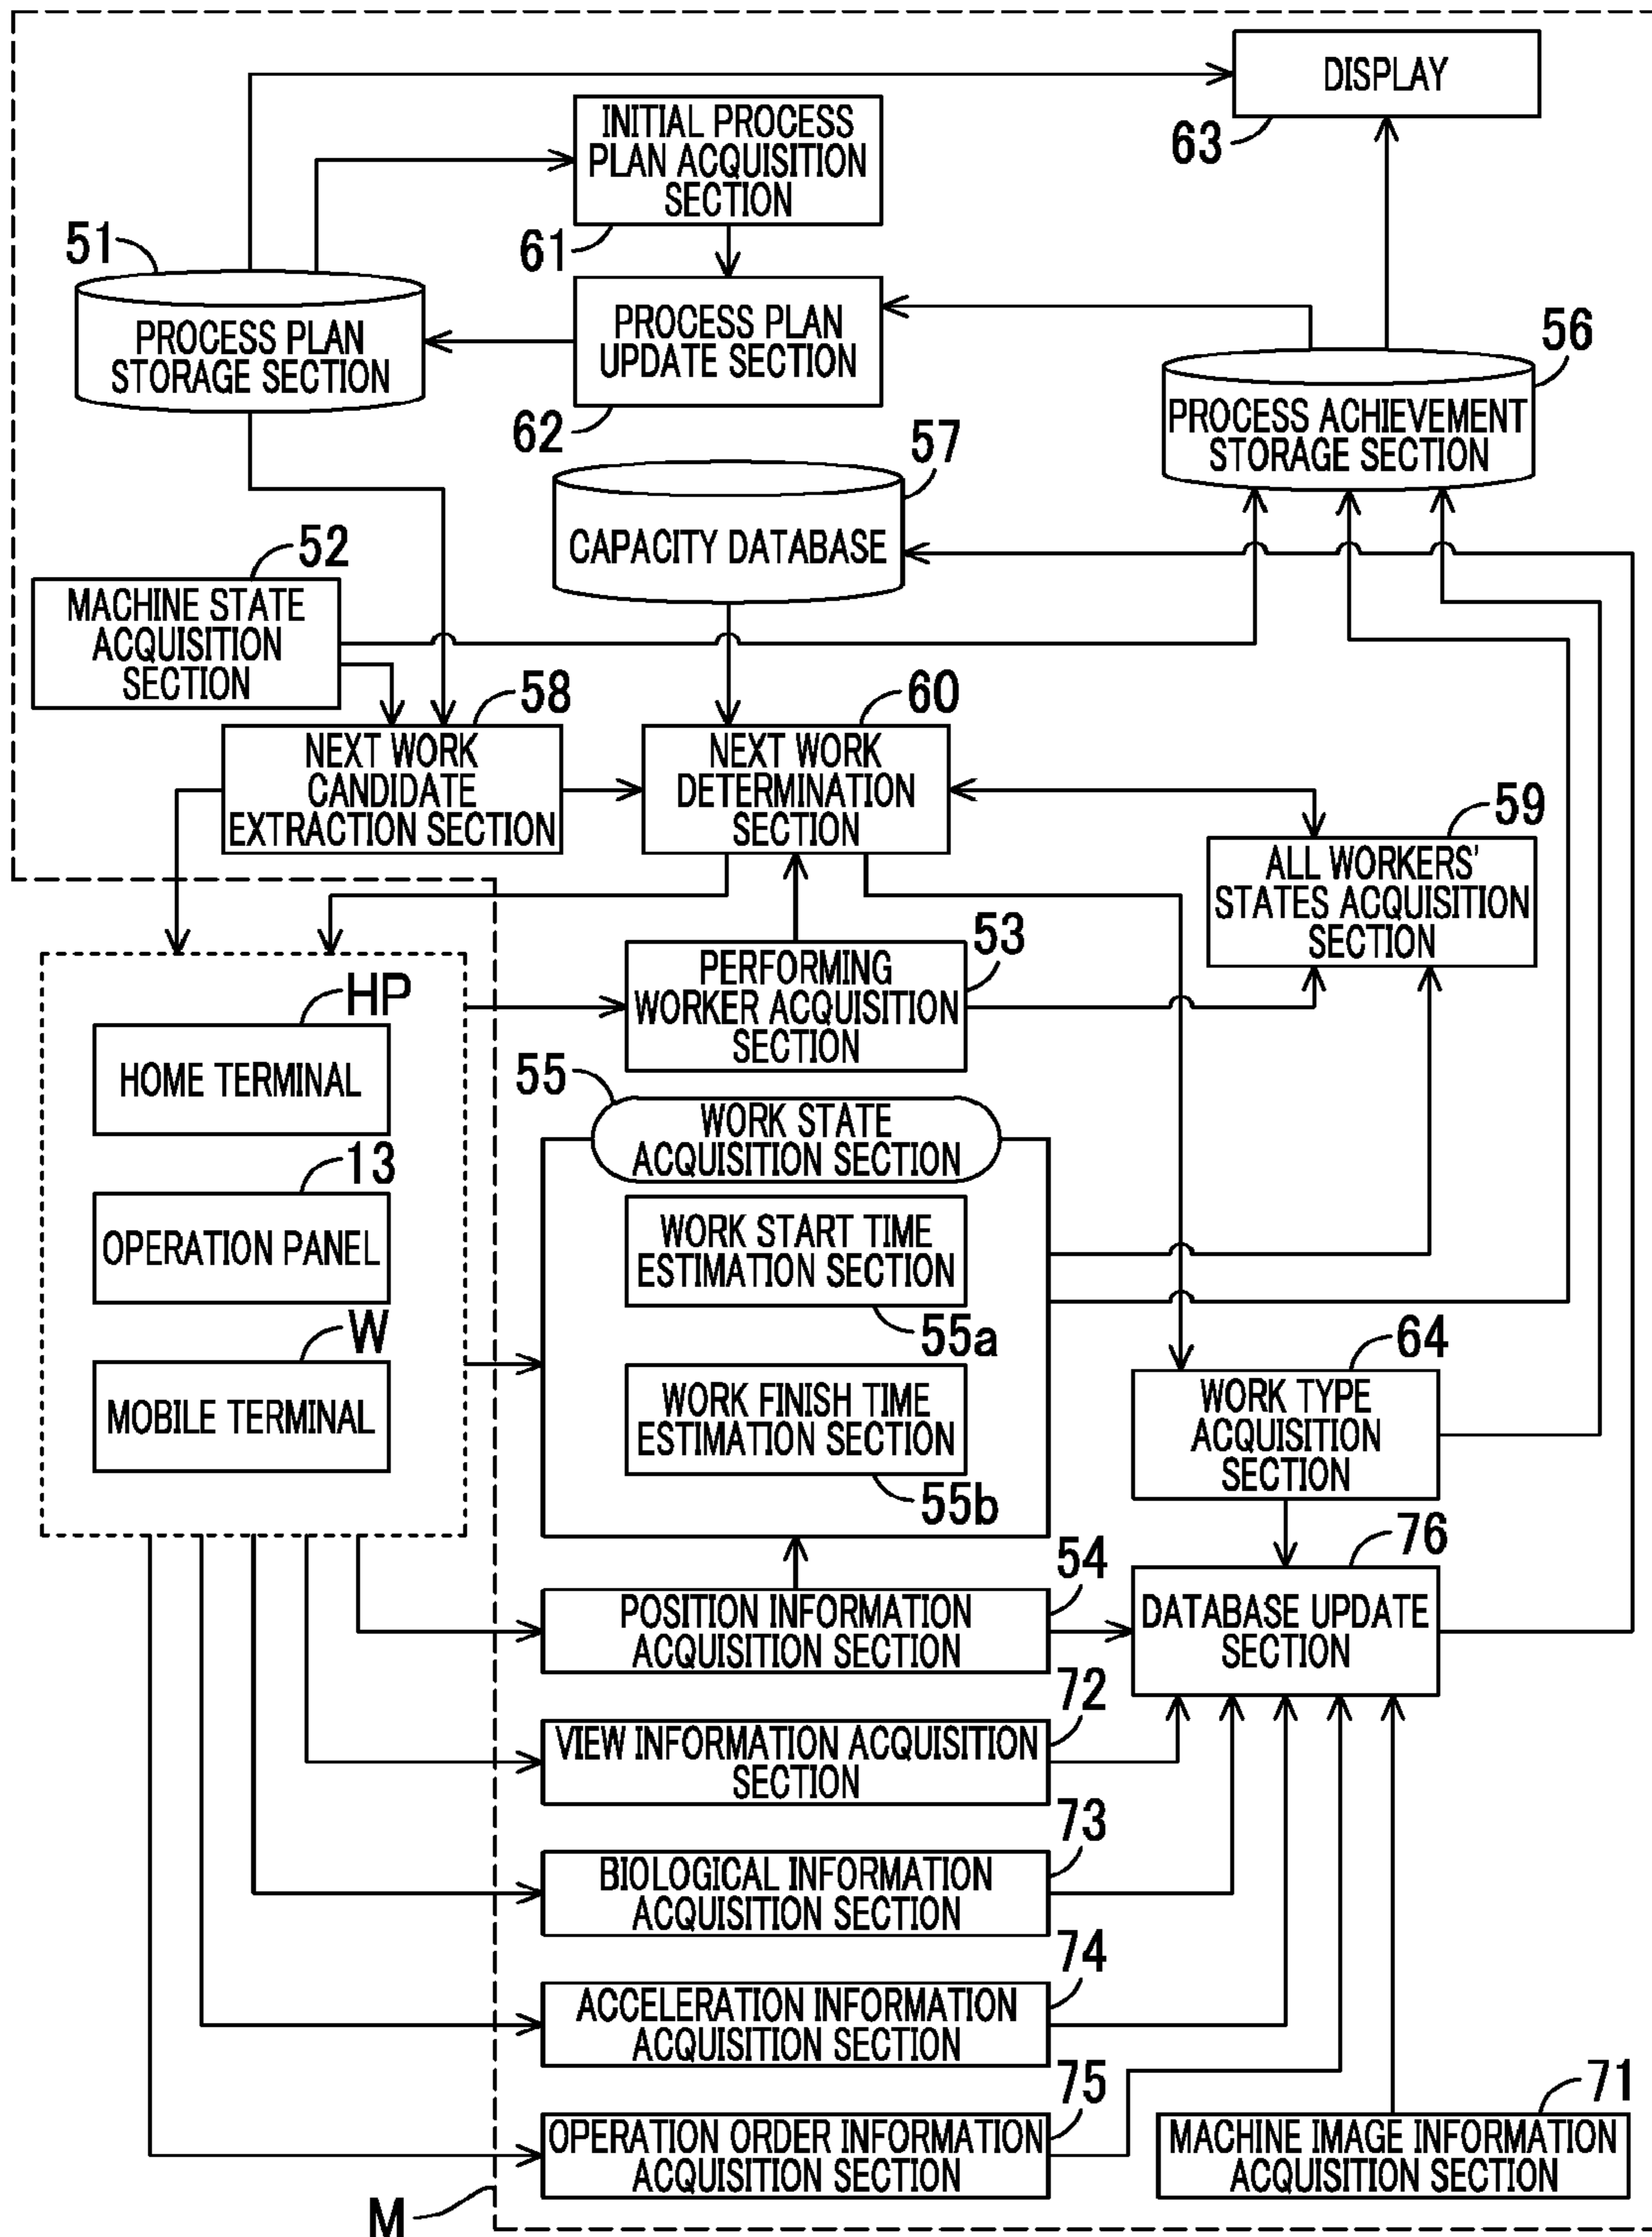 DISPLAY
63
INITIAL PROCESS
PLAN ACQUISITION
SECTION
61
51
PROCESS PLAN
STORAGE SECTION
PROCESS PLAN
UPDATE SECTION
62
56
PROCESS ACHIEVEMENT
STORAGE SECTION
57
CAPACITY DATABASE
52
MACHINE STATE
ACQUISITION
SECTION
58
NEXT WORK
CANDIDATE
EXTRACTION SECTION
60
NEXT WORK
DETERMINATION
SECTION
59
ALL WORKERS'
STATES ACQUISITION
SECTION
53
PERFORMING
WORKER ACQUISITION
SECTION
HP
HOME TERMINAL
13
OPERATION PANEL
W
MOBILE TERMINAL
55
WORK STATE
ACQUISITION SECTION
WORK START TIME
ESTIMATION SECTION
55a
WORK FINISH TIME
ESTIMATION SECTION
55b
64
WORK TYPE
ACQUISITION
SECTION
76
DATABASE UPDATE
SECTION
54
POSITION INFORMATION
ACQUISITION SECTION
72
VIEW INFORMATION ACQUISITION
SECTION
73
BIOLOGICAL INFORMATION
ACQUISITION SECTION
74
ACCELERATION INFORMATION
ACQUISITION SECTION
75
OPERATION ORDER INFORMATION
ACQUISITION SECTION
71
MACHINE IMAGE INFORMATION
ACQUISITION SECTION
M